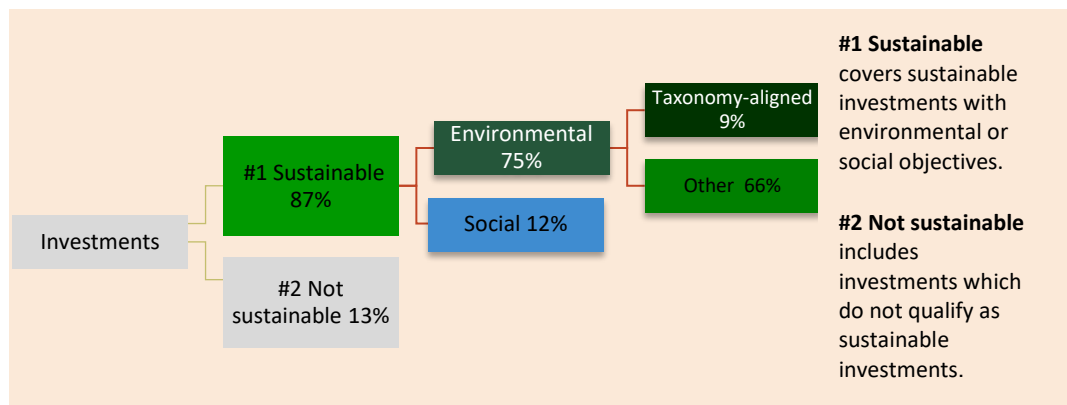 Investments
#1 Sustainable
87%
#2 Not
sustainable 13%
Environmental
75%
Social 12%
Taxonomy-aligned
9%
Other 66%
#1 Sustainable
covers sustainable
investments with
environmental or
social objectives.
#2 Not sustainable
includes
investments which
do not qualify as
sustainable
investments.